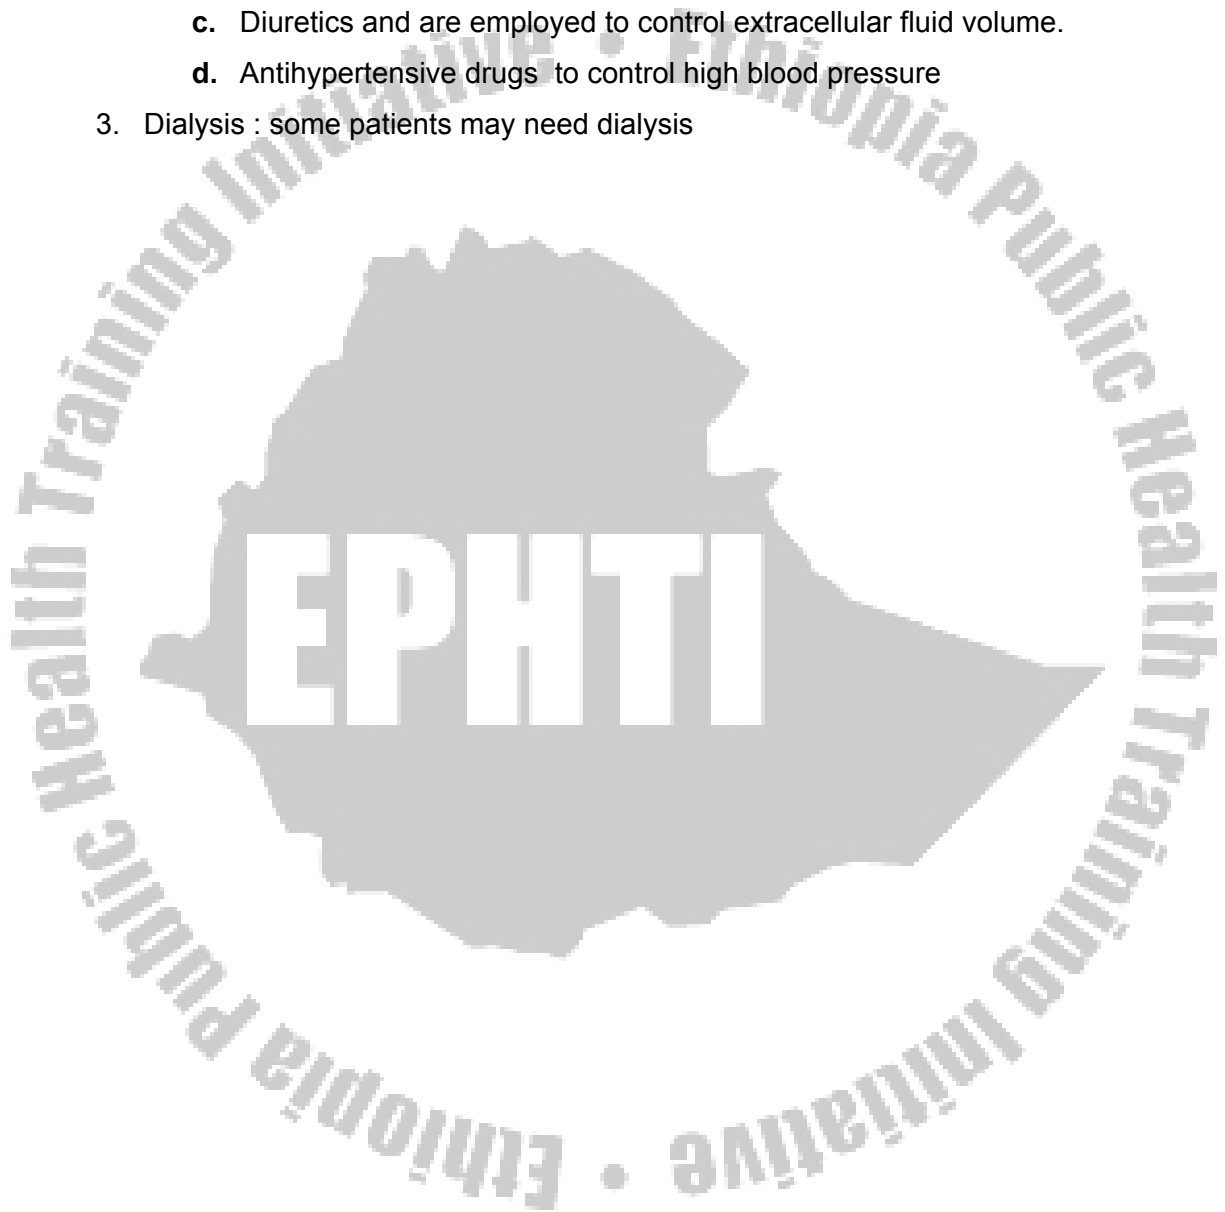 c. Diuretics and are employed to control extracellular fluid volume.
d. Antihypertensive drugs to control high blood pressure
3. Dialysis : some patients may need dialysis
Ethiopia Public Health Training Initiative • Ethiopia Public Health Training Initiative •
EPHTI